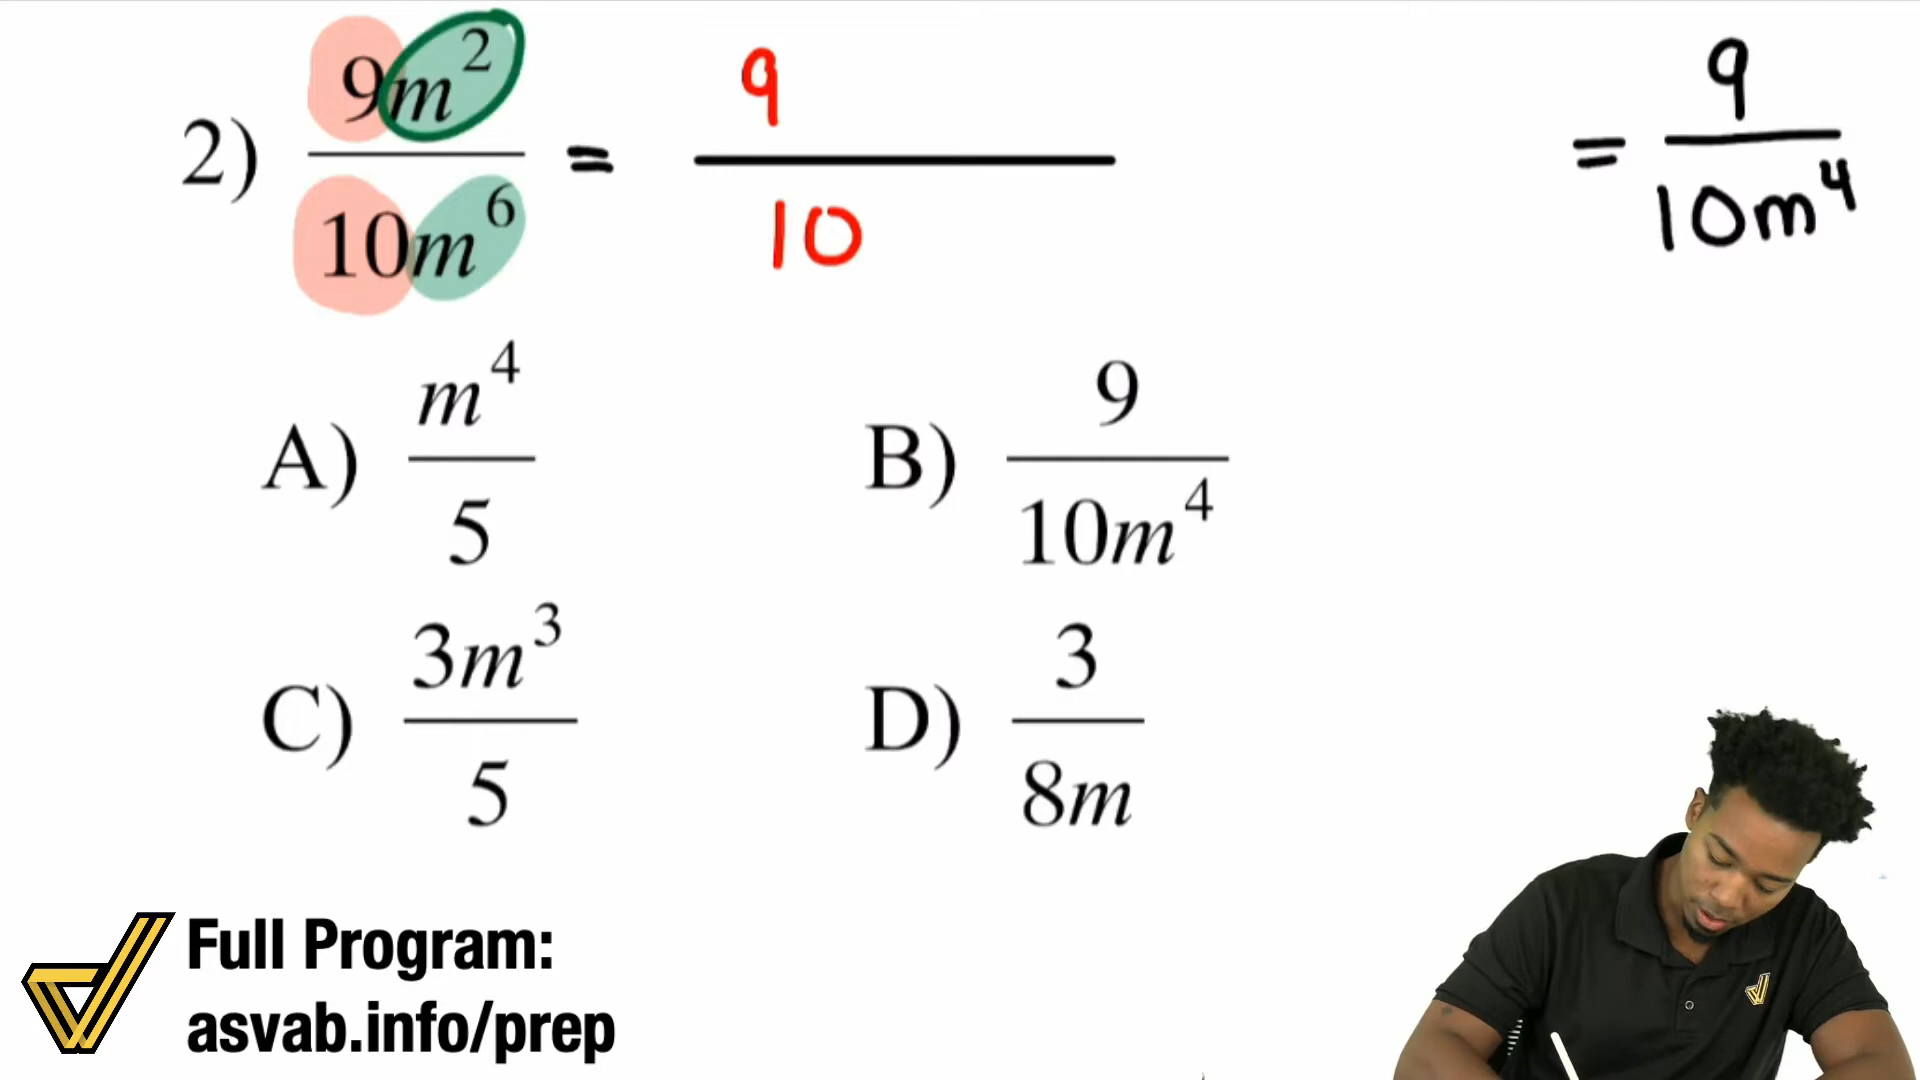 2) 9m² / 10m⁶ = 9 / 10 = 9 / 10m⁴
A) m⁴ / 5 B) 9 / 10m⁴
C) 3m³ / 5 D) 3 / 8m
Full Program:
asvab.info/prep